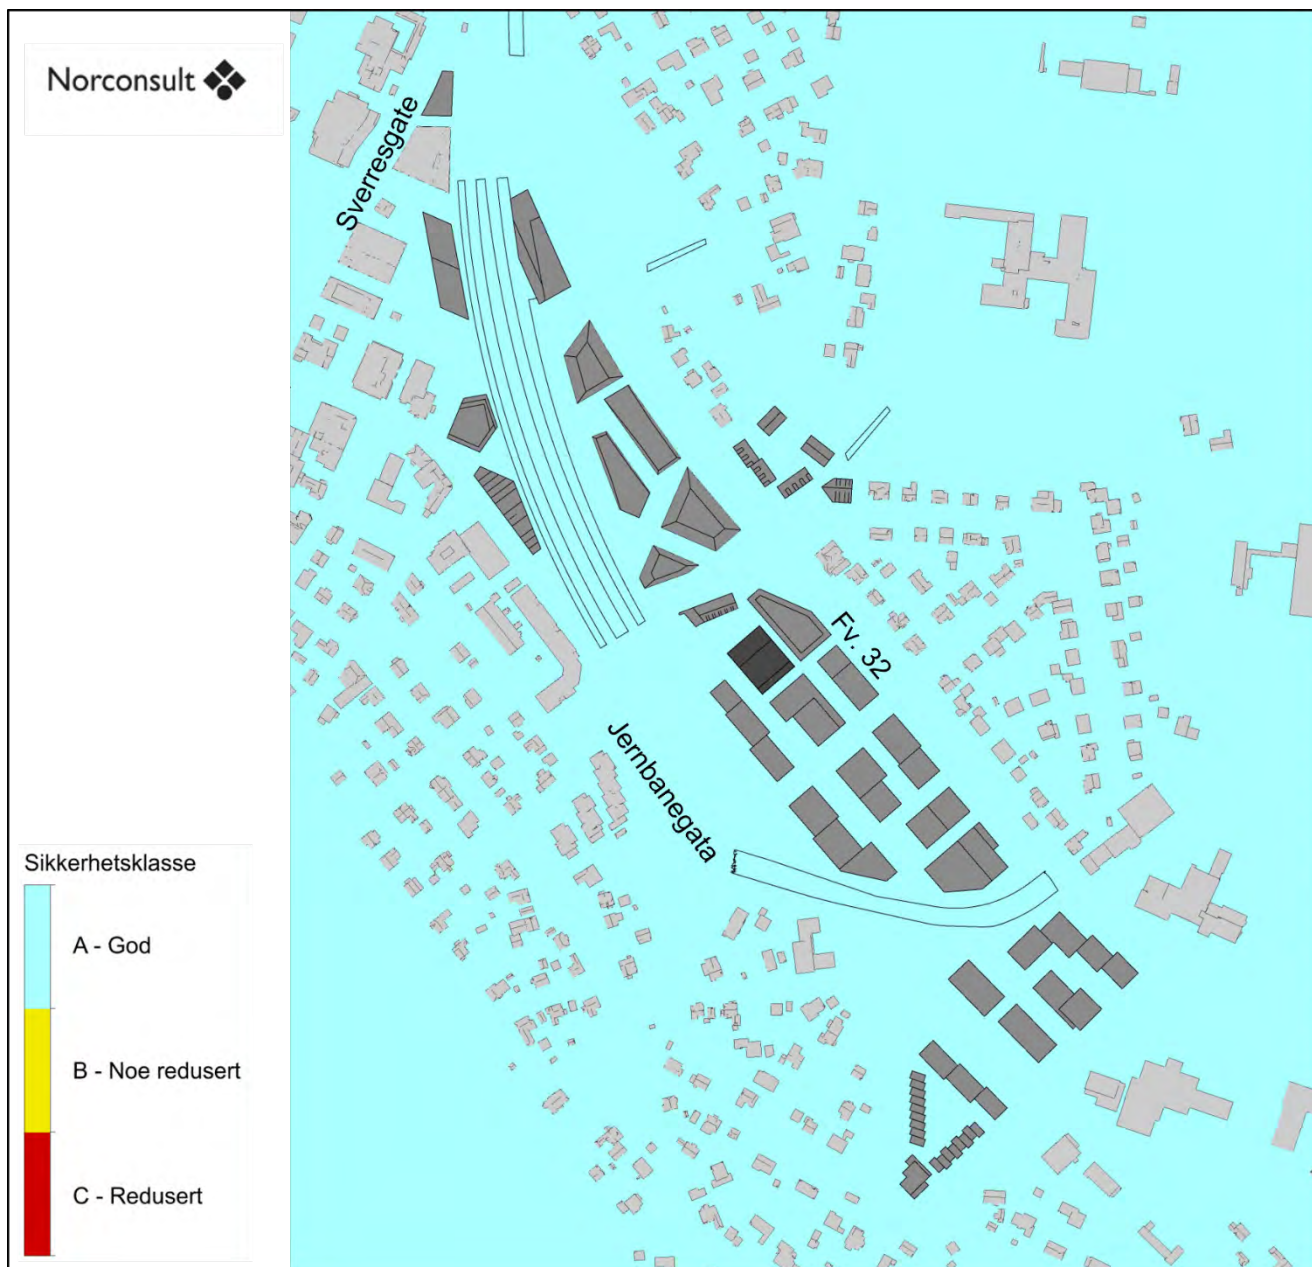 Norconsult
Sverresgate
Fv. 32
Jernbanegata
Sikkerhetsklasse
A - God
B - Noe redusert
C - Redusert